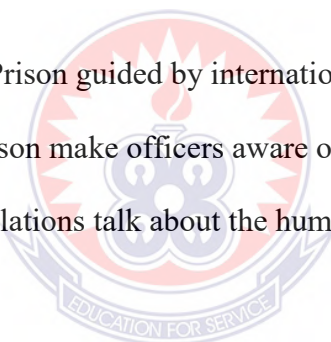 Prison guided by internatio
son make officers aware o
lations talk about the hum
EDUCATION FOR SERVICE